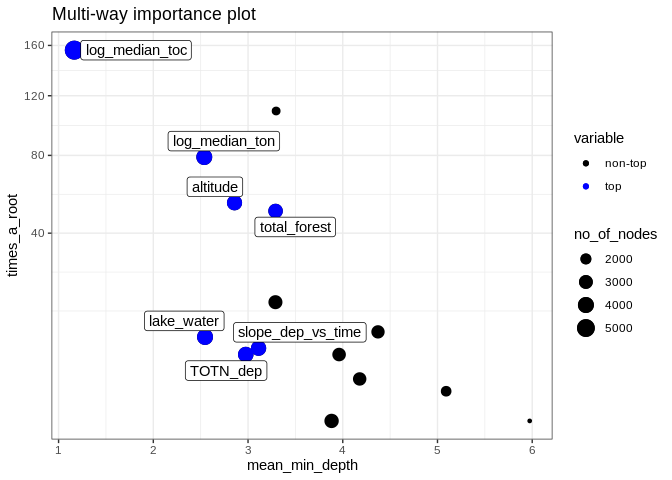 Multi-way importance plot
160
120
80
40
times_a_root
log_median_toc
log_median_ton
altitude
total_forest
lake_water
slope_dep_vs_time
TOTN_dep
1
2
3
4
5
6
mean_min_depth
variable
non-top
top
no_of_nodes
2000
3000
4000
5000